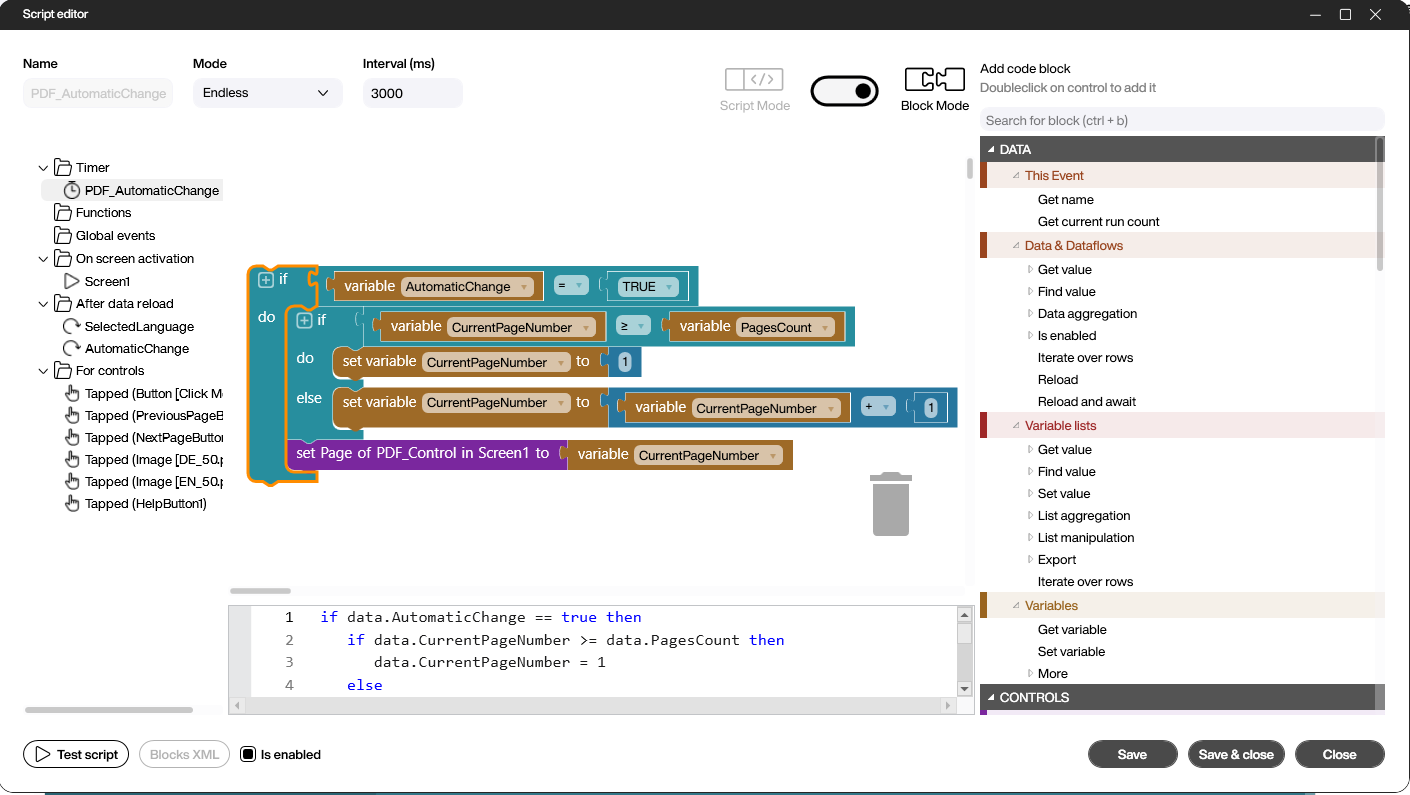 Script editor
Name
Mode
Interval (ms)
PDF_AutomaticChange
Endless
3000
Script Mode
Block Mode
Add code block
Doubleclick on control to add it
Search for block (ctrl + b)
Timer
PDF_AutomaticChange
Functions
Global events
On screen activation
Screen1
After data reload
SelectedLanguage
AutomaticChange
For controls
Tapped (Button [Click M
Tapped (PreviousPageB
Tapped (NextPageButton
Tapped (Image [DE_50.p
Tapped (Image [EN_50.p
Tapped (HelpButton1)
if variable AutomaticChange = TRUE
do if variable CurrentPageNumber ≥ variable PagesCount
do set variable CurrentPageNumber to 1
else set variable CurrentPageNumber to variable CurrentPageNumber + 1
set Page of PDF_Control in Screen1 to variable CurrentPageNumber
1 if data.AutomaticChange == true then
2 if data.CurrentPageNumber >= data.PagesCount then
3 data.CurrentPageNumber = 1
4 else
DATA
This Event
Get name
Get current run count
Data & Dataflows
Get value
Find value
Data aggregation
Is enabled
Iterate over rows
Reload
Reload and await
Variable lists
Get value
Find value
Set value
List aggregation
List manipulation
Export
Iterate over rows
Variables
Get variable
Set variable
More
CONTROLS
Test script
Blocks XML
Is enabled
Save
Save & close
Close